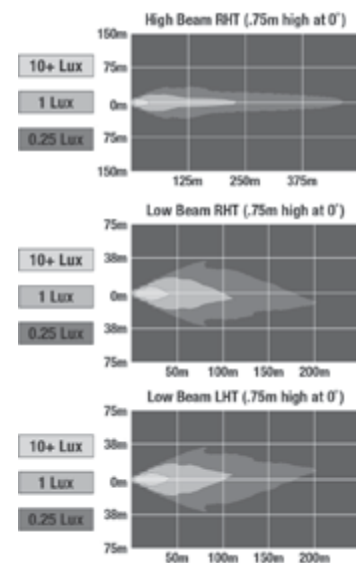 High Beam RHT (.75m high at 0°)
150m
10+ Lux
75m
1 Lux
0m
0.25 Lux
75m
150m
125m 250m 375m
Low Beam RHT (.75m high at 0°)
75m
10+ Lux
38m
1 Lux
0m
0.25 Lux
38m
75m
50m 100m 150m 200m
Low Beam LHT (.75m high at 0°)
75m
10+ Lux
38m
1 Lux
0m
0.25 Lux
38m
75m
50m 100m 150m 200m